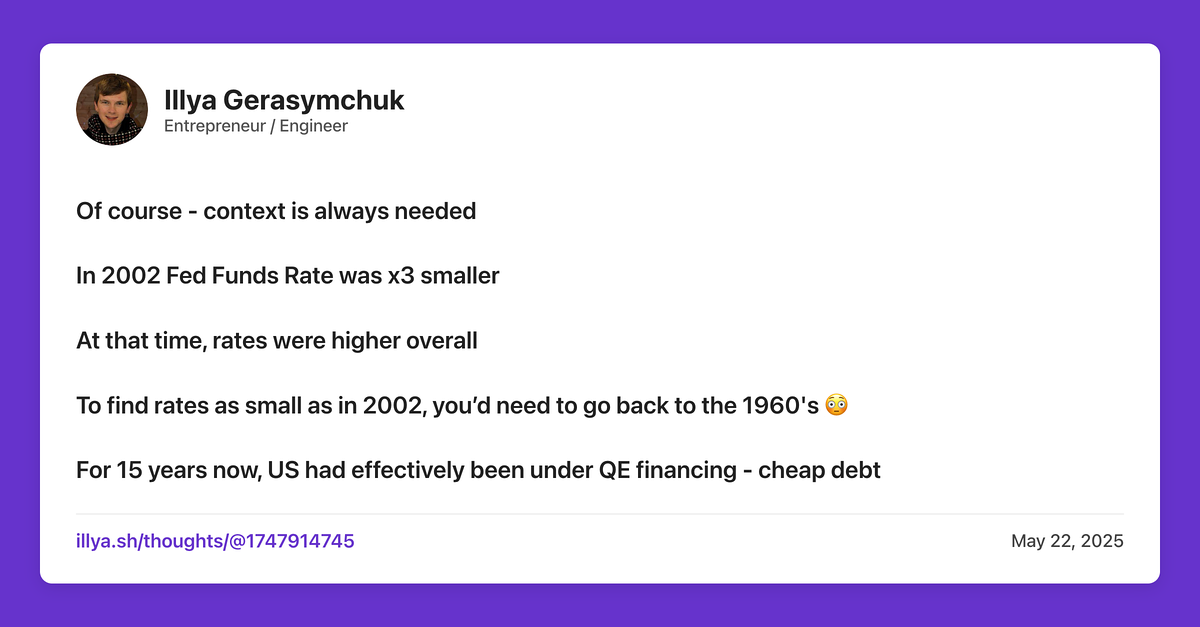 Illya Gerasymchuk
Entrepreneur / Engineer
Of course - context is always needed
In 2002 Fed Funds Rate was x3 smaller
At that time, rates were higher overall
To find rates as small as in 2002, you’d need to go back to the 1960's 😳
For 15 years now, US had effectively been under QE financing - cheap debt
illya.sh/thoughts/@1747914745
May 22, 2025